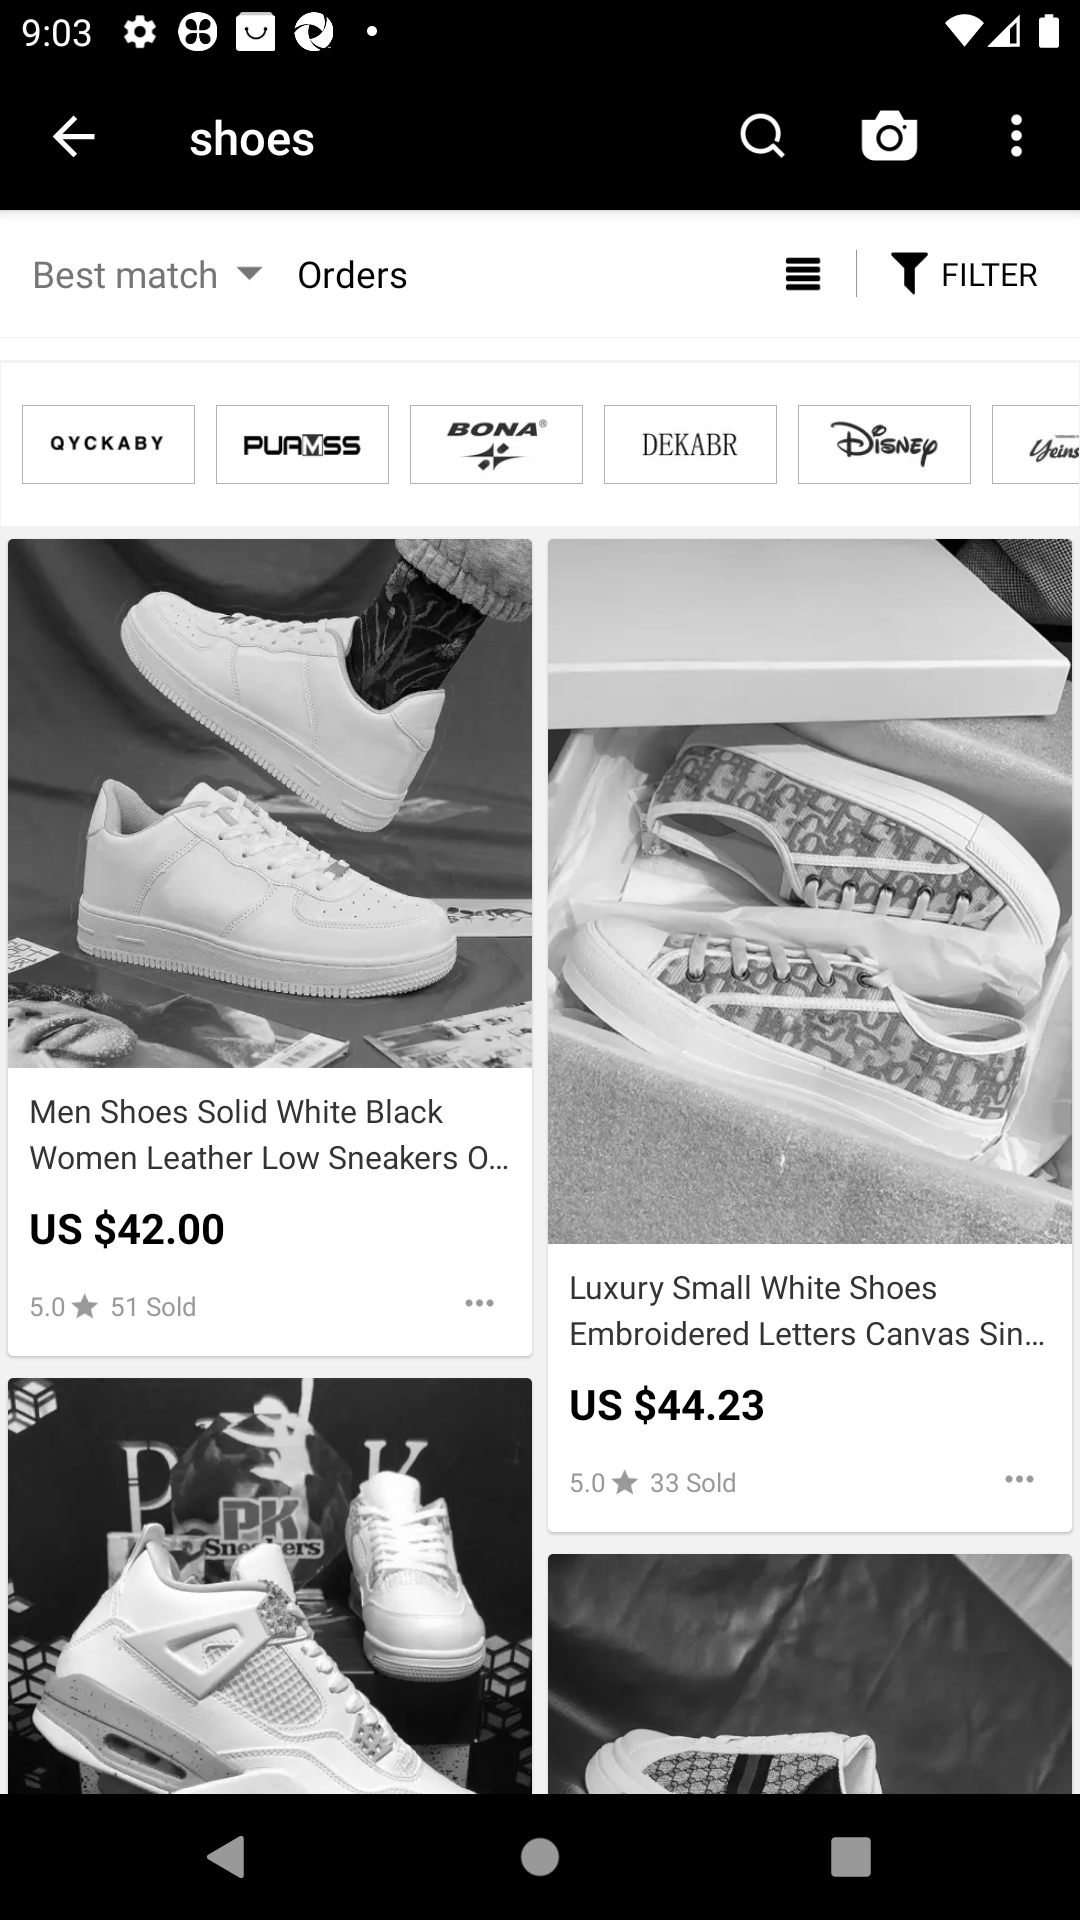 9:03
shoes
Best match Orders FILTER
QYCKABY PUAMSS BONA® DEKABR Disney
Men Shoes Solid White Black
Women Leather Low Sneakers O...
US $42.00
5.0 51 Sold
Luxury Small White Shoes
Embroidered Letters Canvas Sin...
US $44.23
5.0 33 Sold
P K
PK
Sneakers